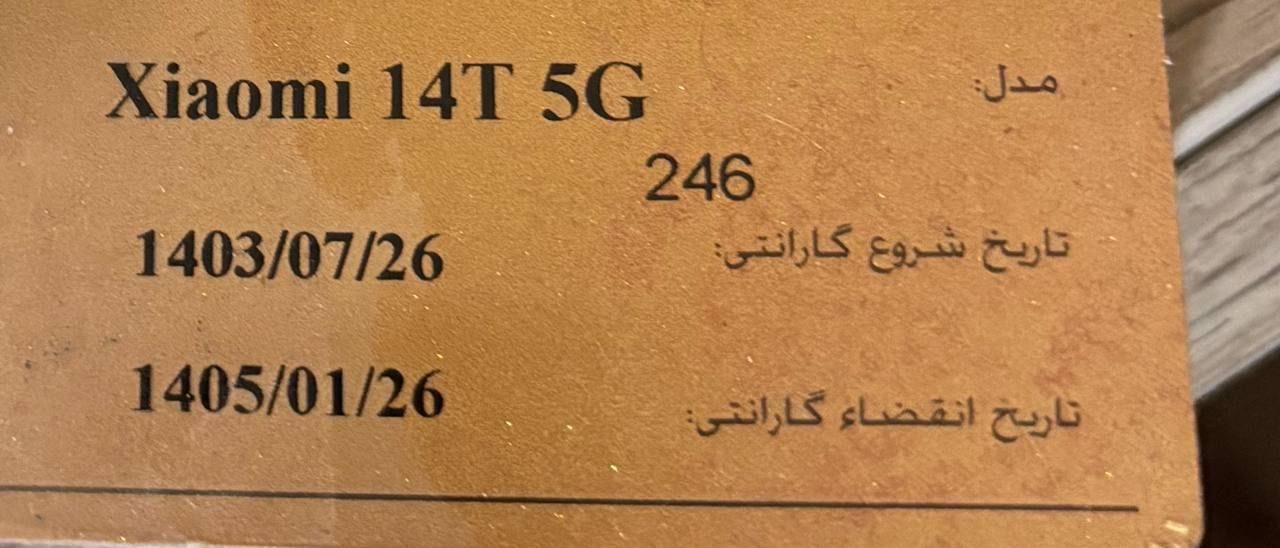 مدل: Xiaomi 14T 5G
246
تاریخ شروع گارانتی: 1403/07/26
تاریخ انقضاء گارانتی: 1405/01/26